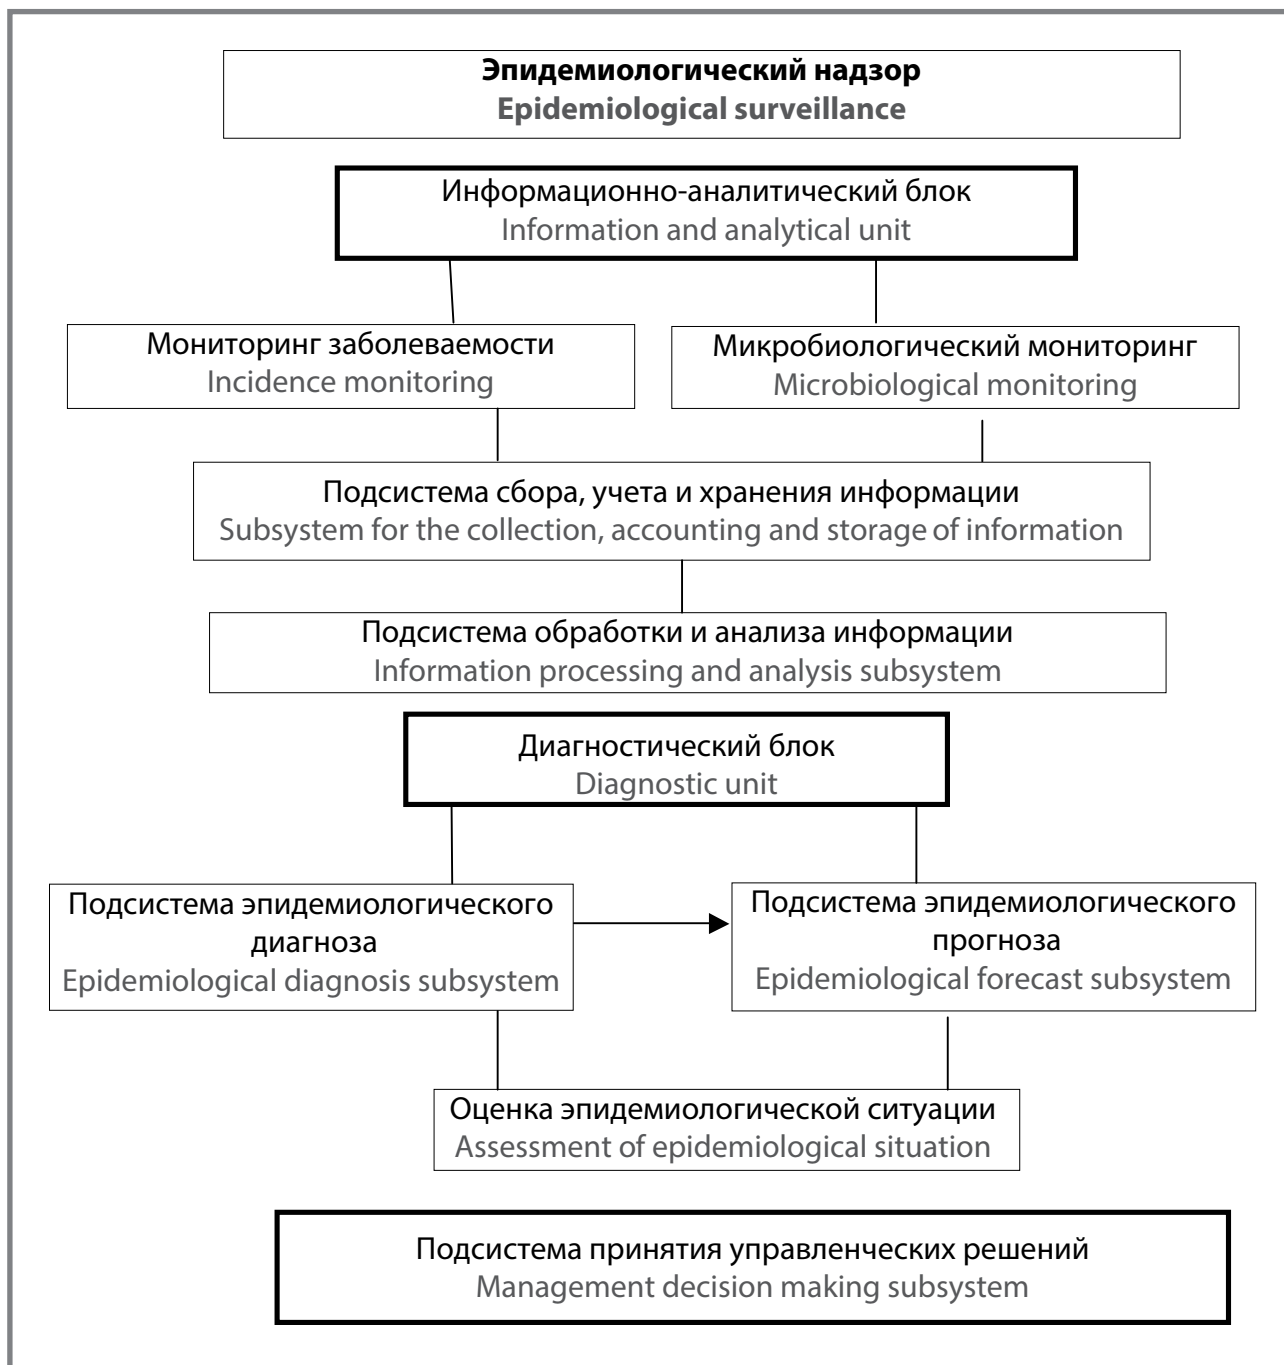 Эпидемиологический надзор
Epidemiological surveillance
Информационно-аналитический блок
Information and analytical unit
Мониторинг заболеваемости
Incidence monitoring
Микробиологический мониторинг
Microbiological monitoring
Подсистема сбора, учета и хранения информации
Subsystem for the collection, accounting and storage of information
Подсистема обработки и анализа информации
Information processing and analysis subsystem
Диагностический блок
Diagnostic unit
Подсистема эпидемиологического
диагноза
Epidemiological diagnosis subsystem
Подсистема эпидемиологического
прогноза
Epidemiological forecast subsystem
Оценка эпидемиологической ситуации
Assessment of epidemiological situation
Подсистема принятия управленческих решений
Management decision making subsystem